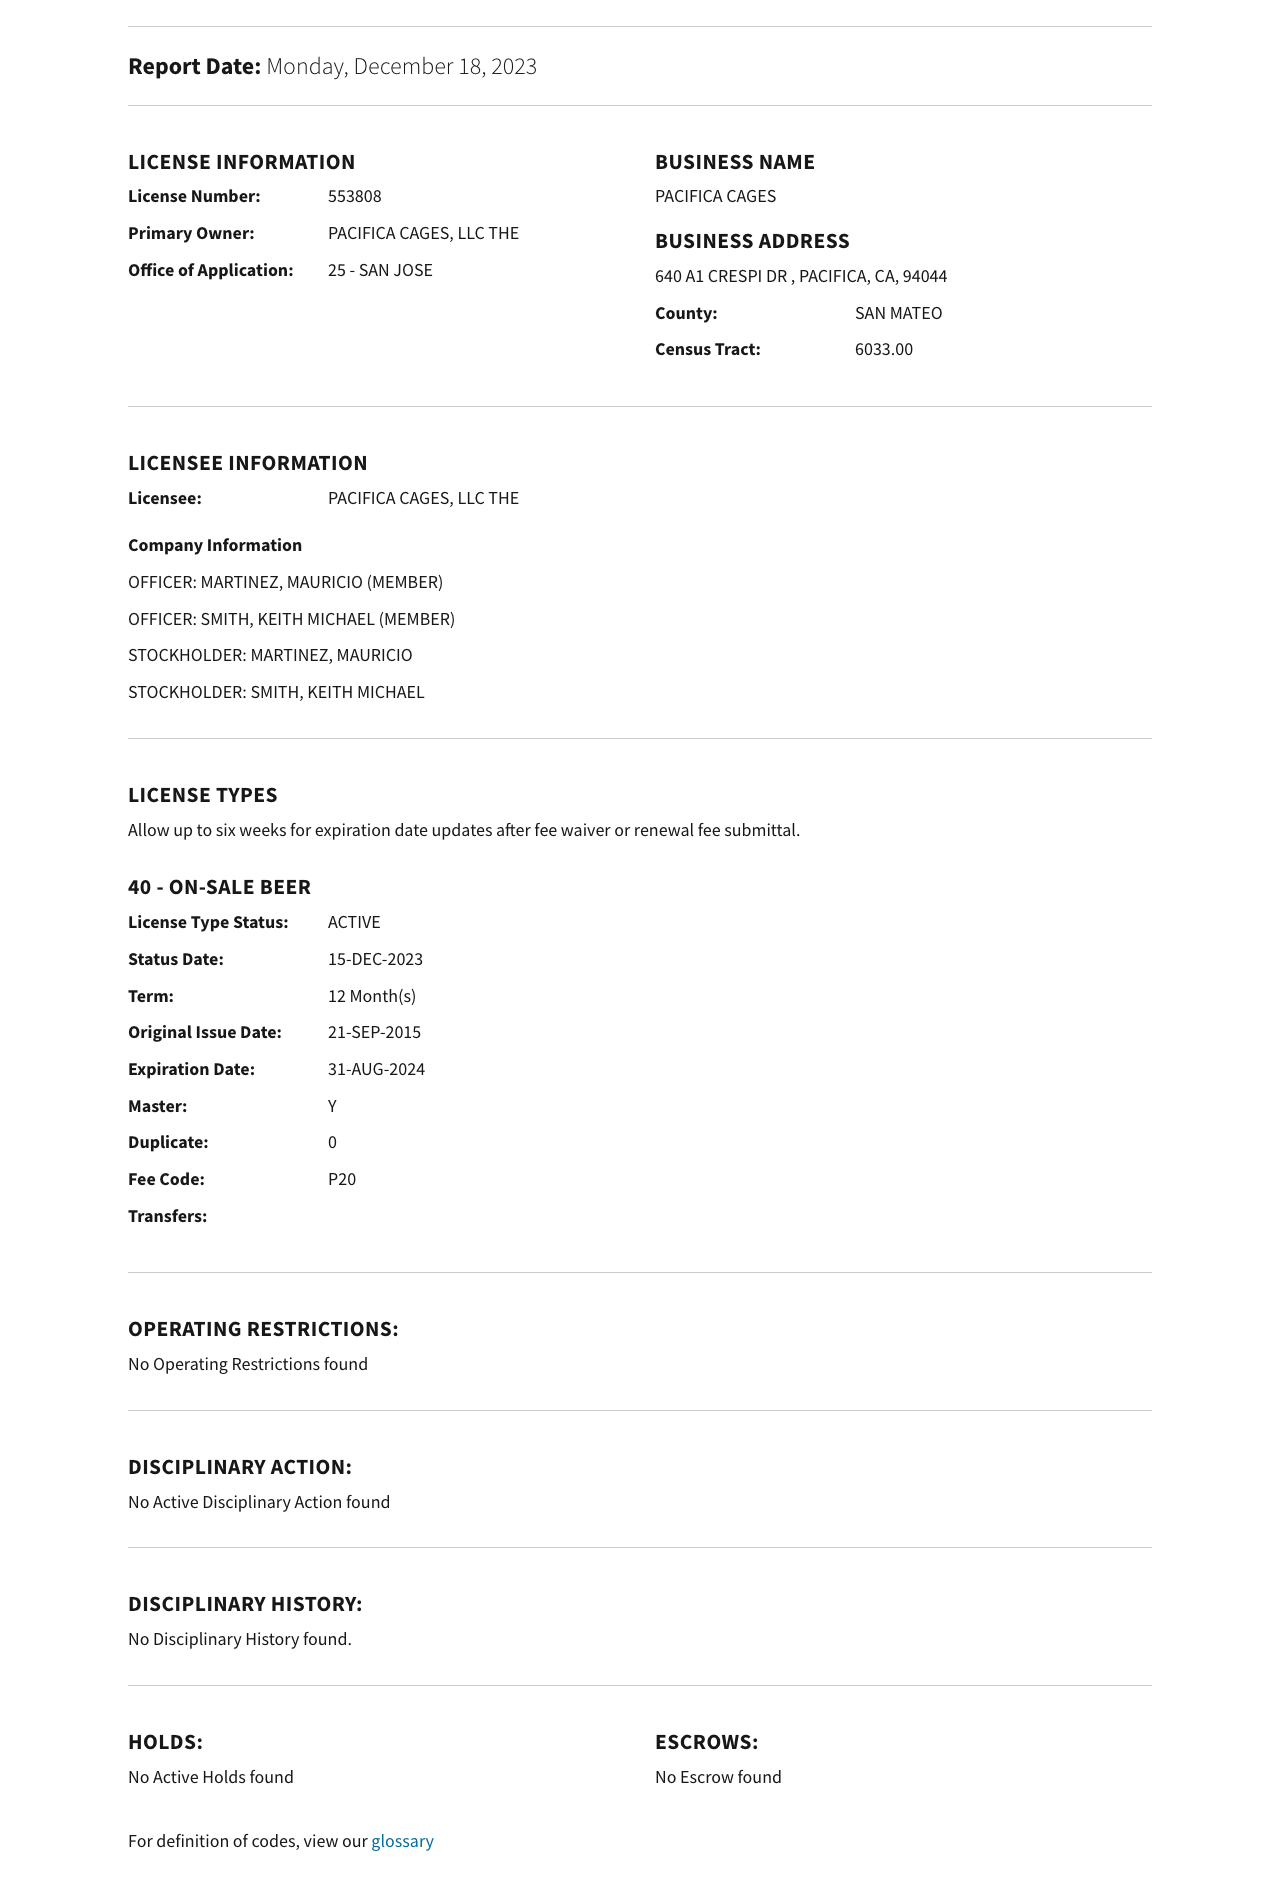 Report Date: Monday, December 18, 2023
LICENSE INFORMATION
License Number: 553808
Primary Owner: PACIFICA CAGES, LLC THE
Office of Application: 25 - SAN JOSE
BUSINESS NAME
PACIFICA CAGES
BUSINESS ADDRESS
640 A1 CRESPI DR , PACIFICA, CA, 94044
County: SAN MATEO
Census Tract: 6033.00
LICENSEE INFORMATION
Licensee: PACIFICA CAGES, LLC THE
Company Information
OFFICER: MARTINEZ, MAURICIO (MEMBER)
OFFICER: SMITH, KEITH MICHAEL (MEMBER)
STOCKHOLDER: MARTINEZ, MAURICIO
STOCKHOLDER: SMITH, KEITH MICHAEL
LICENSE TYPES
Allow up to six weeks for expiration date updates after fee waiver or renewal fee submittal.
40 - ON-SALE BEER
License Type Status: ACTIVE
Status Date: 15-DEC-2023
Term: 12 Month(s)
Original Issue Date: 21-SEP-2015
Expiration Date: 31-AUG-2024
Master: Y
Duplicate: 0
Fee Code: P20
Transfers:
OPERATING RESTRICTIONS:
No Operating Restrictions found
DISCIPLINARY ACTION:
No Active Disciplinary Action found
DISCIPLINARY HISTORY:
No Disciplinary History found.
HOLDS:
No Active Holds found
ESCROWS:
No Escrow found
For definition of codes, view our glossary